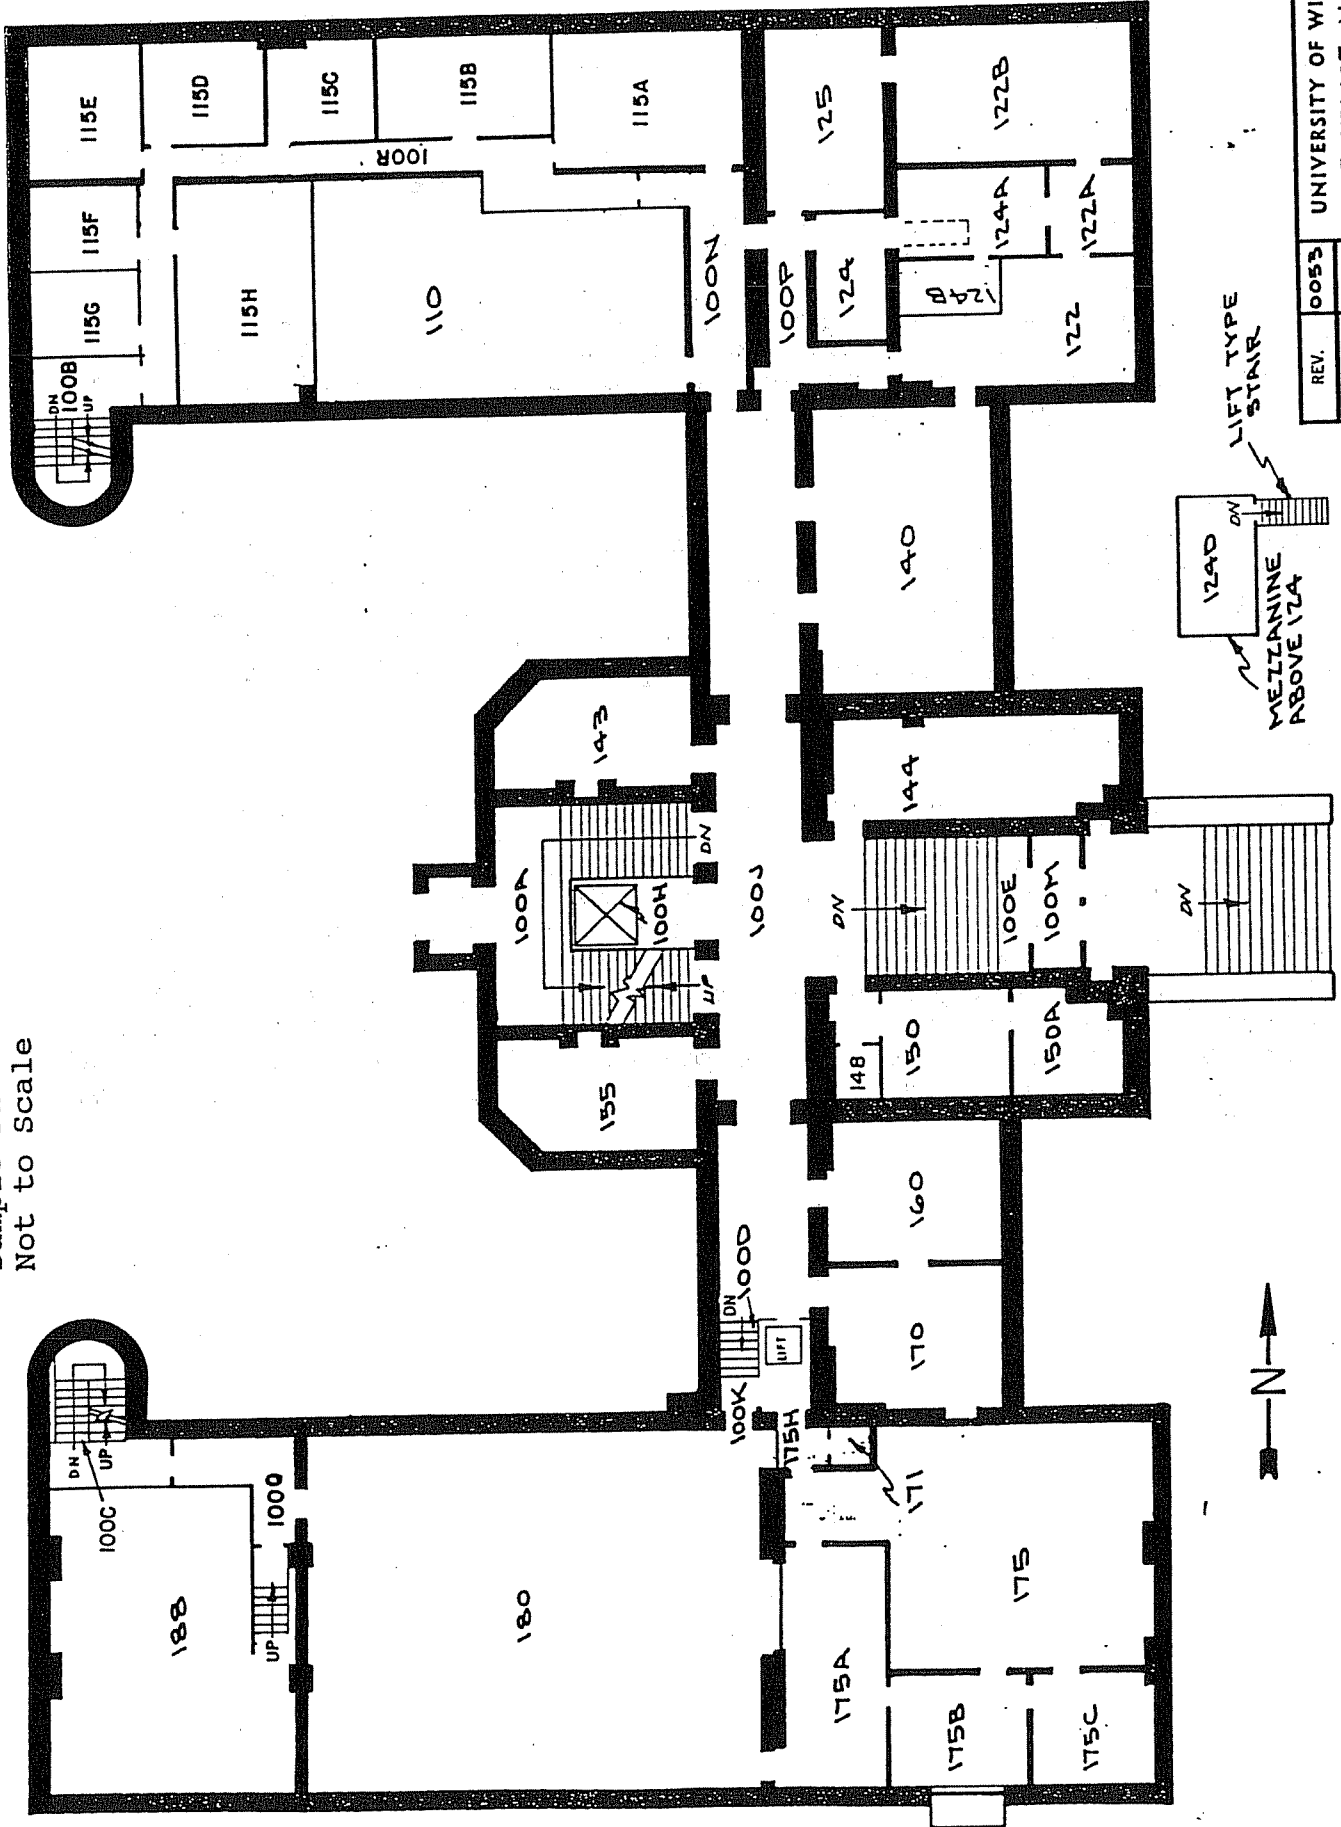 Not to Scale
115E
115D
115C
115B
115A
125
122B
100R
115F
115G
115H
110
100N
100P
124
124A
122A
124B
122
DN
100B
UP
LIFT TYPE
STAIR
REV.
0053
UNIVERSITY OF WI
140
DN
124D
MEZZANINE
ABOVE 124
143
144
100A
DN
100H
UP
100J
DN
100E
100M
DN
155
148
150
150A
160
100D
DN
LIFT
170
100K
175H
171
N
DN
UP
100C
100Q
188
UP
180
175
175A
175B
175C